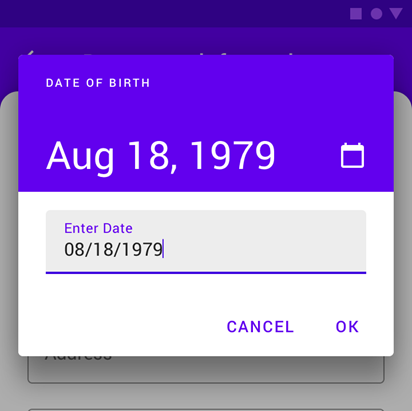 DATE OF BIRTH
Aug 18, 1979
Enter Date
08/18/1979
CANCEL OK
Address